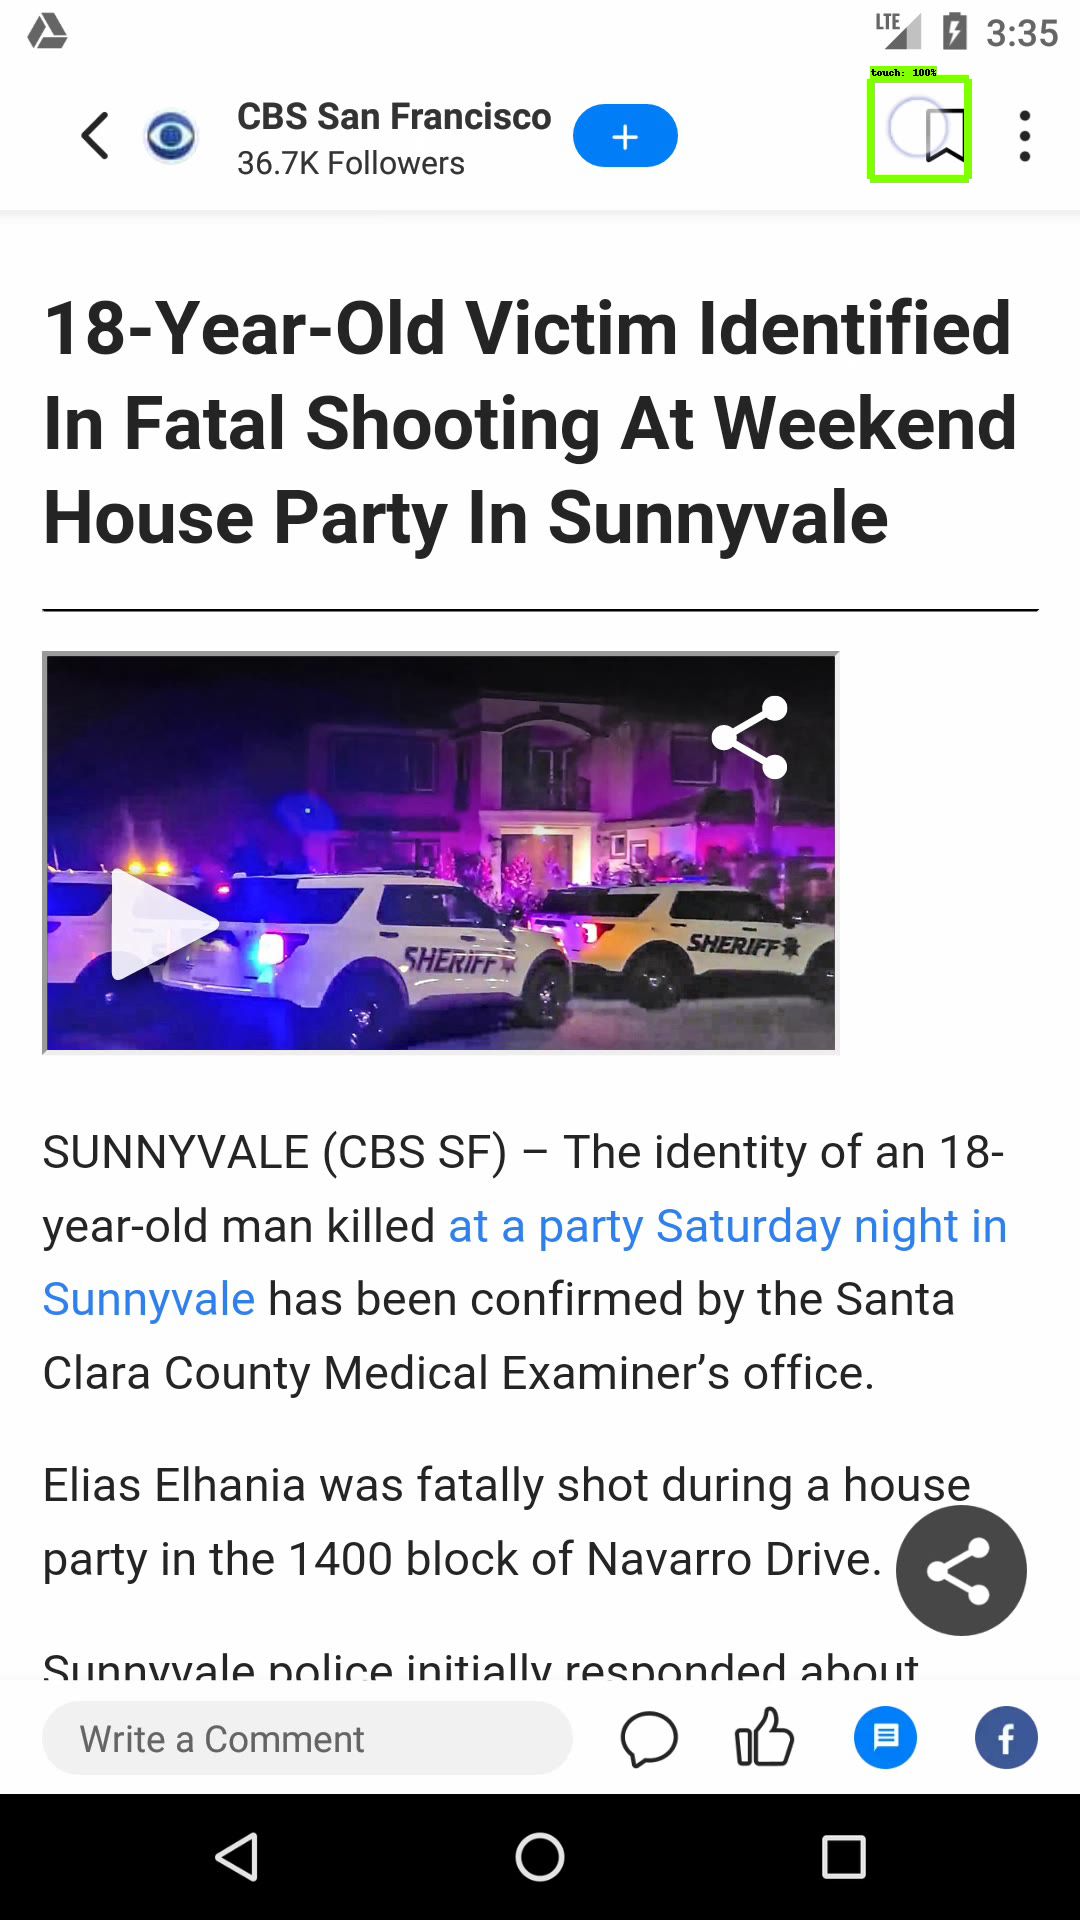 LTE 3:35
touch: 100%
CBS San Francisco
36.7K Followers
18-Year-Old Victim Identified
In Fatal Shooting At Weekend
House Party In Sunnyvale
SHERIFF
SHERIFF
SUNNYVALE (CBS SF) – The identity of an 18-
year-old man killed at a party Saturday night in
Sunnyvale has been confirmed by the Santa
Clara County Medical Examiner’s office.
Elias Elhania was fatally shot during a house
party in the 1400 block of Navarro Drive.
Sunnyvale police initially responded about
Write a Comment